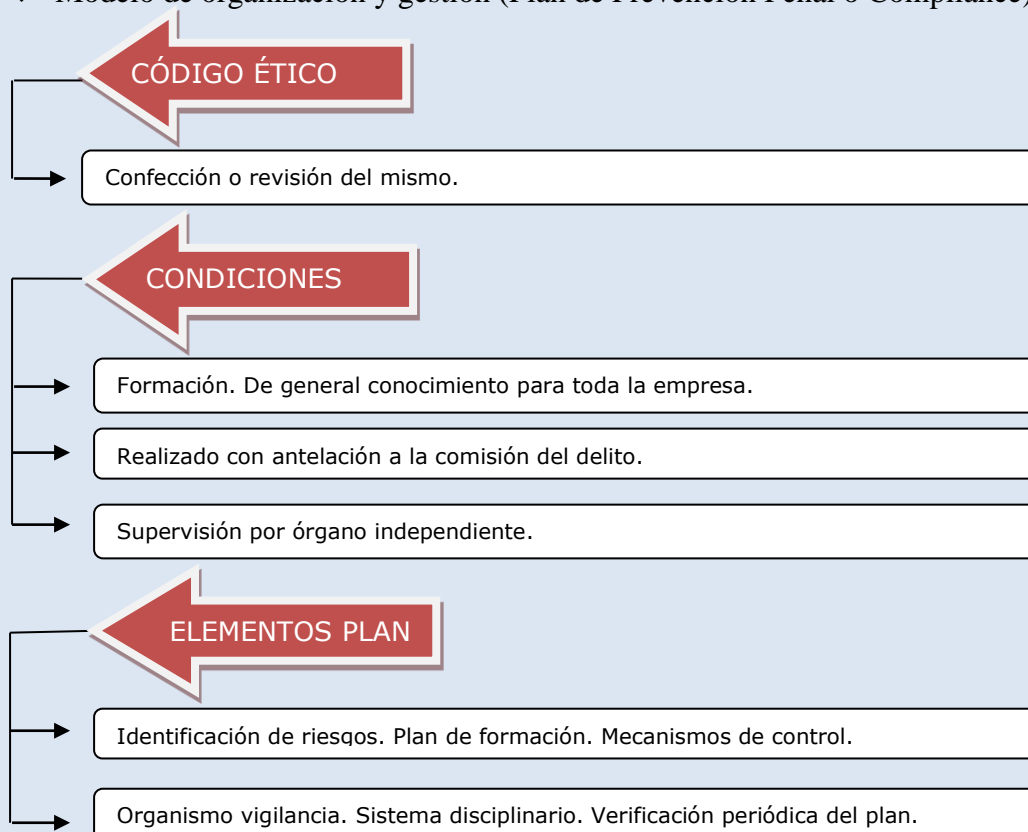 Modelo de organización y gestión (Plan de Prevención Penal o Compliance)
CÓDIGO ÉTICO
Confección o revisión del mismo.
CONDICIONES
Formación. De general conocimiento para toda la empresa.
Realizado con antelación a la comisión del delito.
Supervisión por órgano independiente.
ELEMENTOS PLAN
Identificación de riesgos. Plan de formación. Mecanismos de control.
Organismo vigilancia. Sistema disciplinario. Verificación periódica del plan.